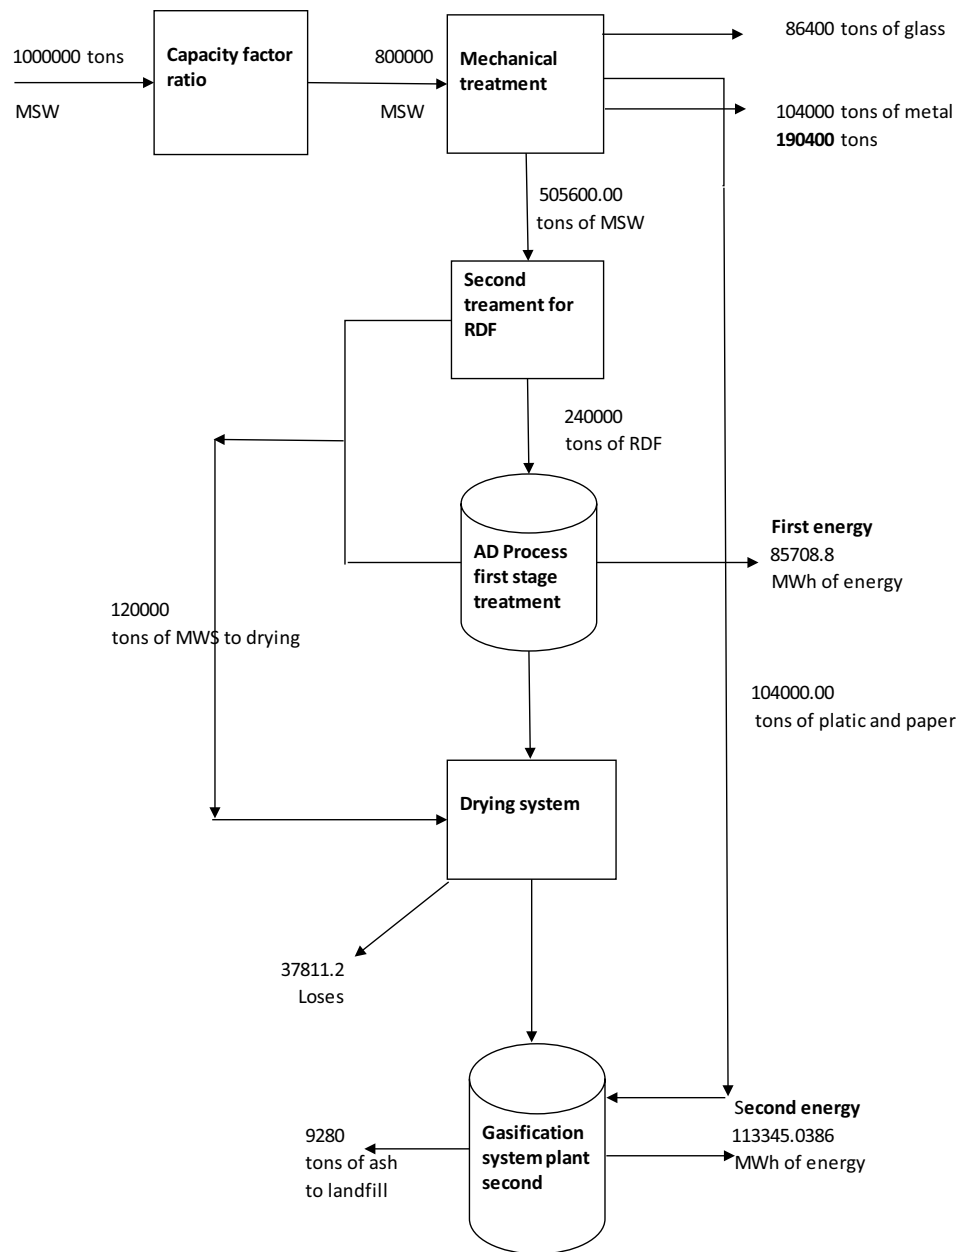 1000000 tons
MSW
Capacity factor
ratio
800000
MSW
Mechanical
treatment
86400 tons of glass
104000 tons of metal
190400 tons
505600.00
tons of MSW
Second
treament for
RDF
240000
tons of RDF
AD Process
first stage
treatment
First energy
85708.8
MWh of energy
120000
tons of MWS to drying
104000.00
tons of platic and paper
Drying system
37811.2
Loses
Gasification
system plant
second
Second energy
113345.0386
MWh of energy
9280
tons of ash
to landfill